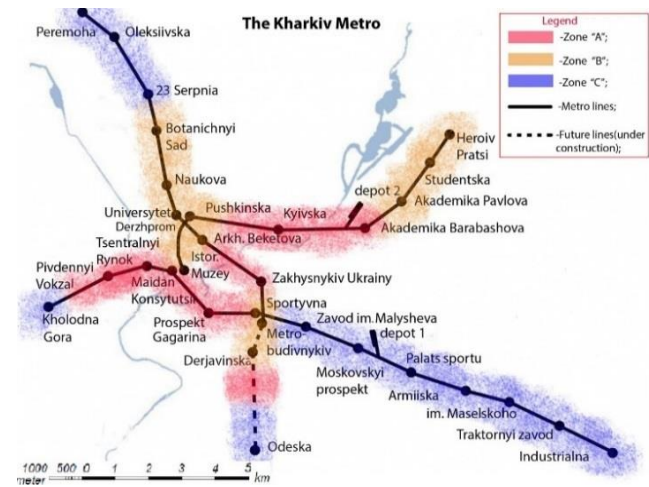 The Kharkiv Metro
Legend
-Zone "A";
-Zone "B";
-Zone "C";
-Metro lines;
-Future lines(under
construction);
Peremoha
Oleksiivska
23 Serpnia
Botanichnyi
Sad
Naukova
Universytet
Derzhprom
Pushkinska
Kyivska
depot 2
Heroiv
Pratsi
Studentska
Akademika Pavlova
Akademika Barabashova
Arkh. Beketova
Tsentralnyi
Rynok
Istor.
Muzey
Pivdennyi
Vokzal
Maidan
Konsytutsii
Zakhysnykiv Ukrainy
Kholodna
Gora
Prospekt
Gagarina
Sportyvna
Metro-
budivnykiv
Zavod im.Malysheva
depot 1
Derjavinska
Moskovskyi
prospekt
Palats sportu
Armiiska
im. Maselskoho
Traktornyi zavod
Industrialna
Odeska
1000 500 0 1 2 3 4 5
meter km